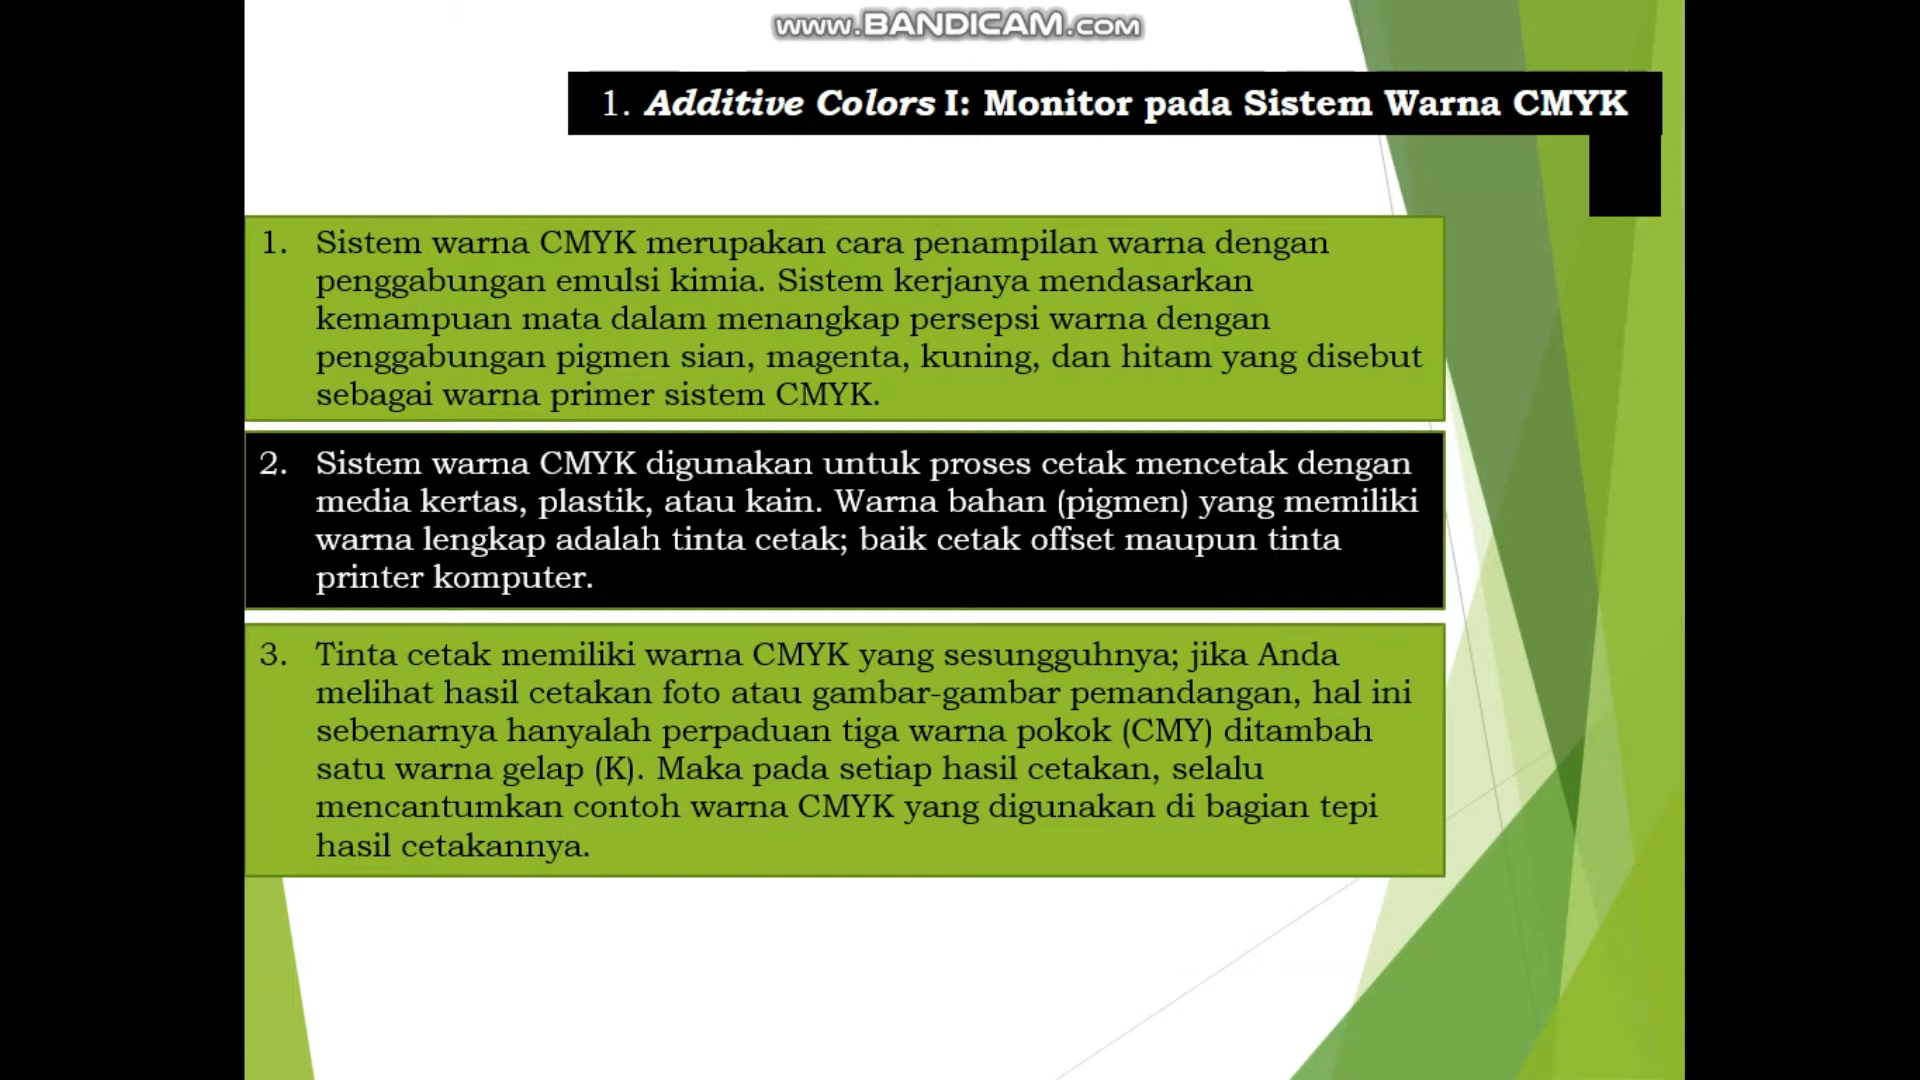 www.BANDICAM.COM
1. Additive Colors I: Monitor pada Sistem Warna CMYK
1. Sistem warna CMYK merupakan cara penampilan warna dengan
penggabungan emulsi kimia. Sistem kerjanya mendasarkan
kemampuan mata dalam menangkap persepsi warna dengan
penggabungan pigmen sian, magenta, kuning, dan hitam yang disebut
sebagai warna primer sistem CMYK.
2. Sistem warna CMYK digunakan untuk proses cetak mencetak dengan
media kertas, plastik, atau kain. Warna bahan (pigmen) yang memiliki
warna lengkap adalah tinta cetak; baik cetak offset maupun tinta
printer komputer.
3. Tinta cetak memiliki warna CMYK yang sesungguhnya; jika Anda
melihat hasil cetakan foto atau gambar-gambar pemandangan, hal ini
sebenarnya hanyalah perpaduan tiga warna pokok (CMY) ditambah
satu warna gelap (K). Maka pada setiap hasil cetakan, selalu
mencantumkan contoh warna CMYK yang digunakan di bagian tepi
hasil cetakannya.